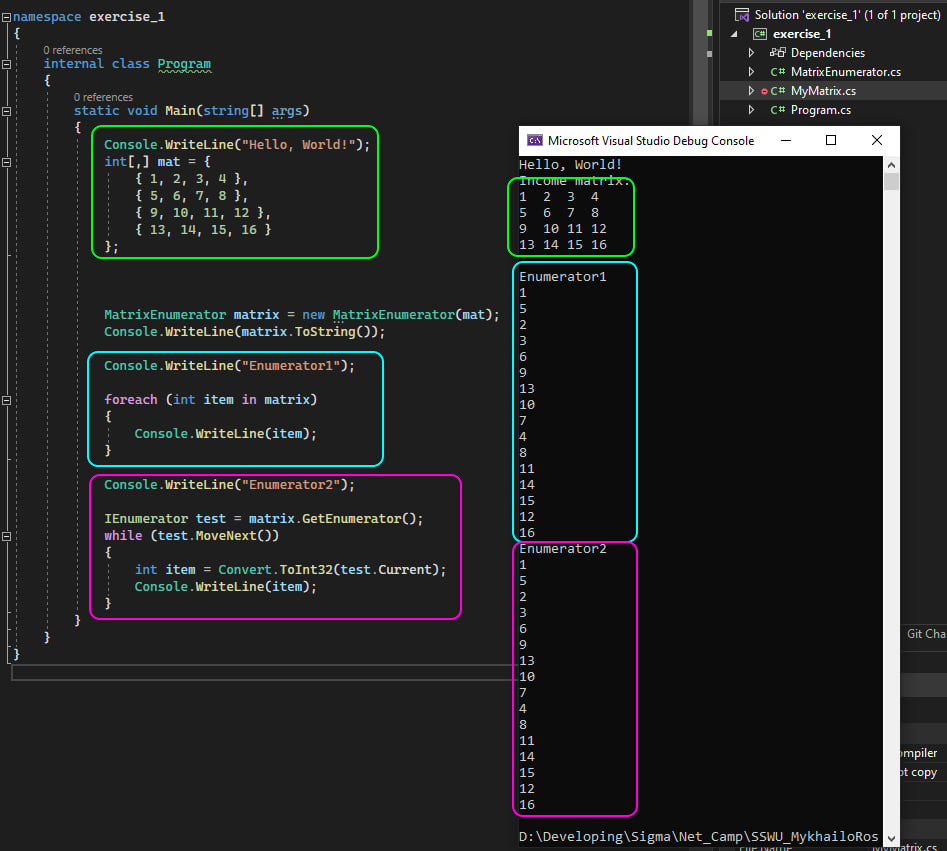 namespace exercise_1
{
0 references
internal class Program
{
0 references
static void Main(string[] args)
{
Console.WriteLine("Hello, World!");
int[,] mat = {
{ 1, 2, 3, 4 },
{ 5, 6, 7, 8 },
{ 9, 10, 11, 12 },
{ 13, 14, 15, 16 }
};
MatrixEnumerator matrix = new MatrixEnumerator(mat);
Console.WriteLine(matrix.ToString());
Console.WriteLine("Enumerator1");
foreach (int item in matrix)
{
Console.WriteLine(item);
}
Console.WriteLine("Enumerator2");
IEnumerator test = matrix.GetEnumerator();
while (test.MoveNext())
{
int item = Convert.ToInt32(test.Current);
Console.WriteLine(item);
}
}
}
}
Solution 'exercise_1' (1 of 1 project)
C# exercise_1
Dependencies
C# MatrixEnumerator.cs
C# MyMatrix.cs
C# Program.cs
Microsoft Visual Studio Debug Console
Hello, World!
Income matrix:
1 2 3 4
5 6 7 8
9 10 11 12
13 14 15 16
Enumerator1
1
5
2
3
6
9
13
10
7
4
8
11
14
15
12
16
Enumerator2
1
5
2
3
6
9
13
10
7
4
8
11
14
15
12
16
D:\Developing\Sigma\Net_Camp\SSWU_MykhailoRos
Git Cha
ompiler
ot copy
File Name
MyMatrix.cs